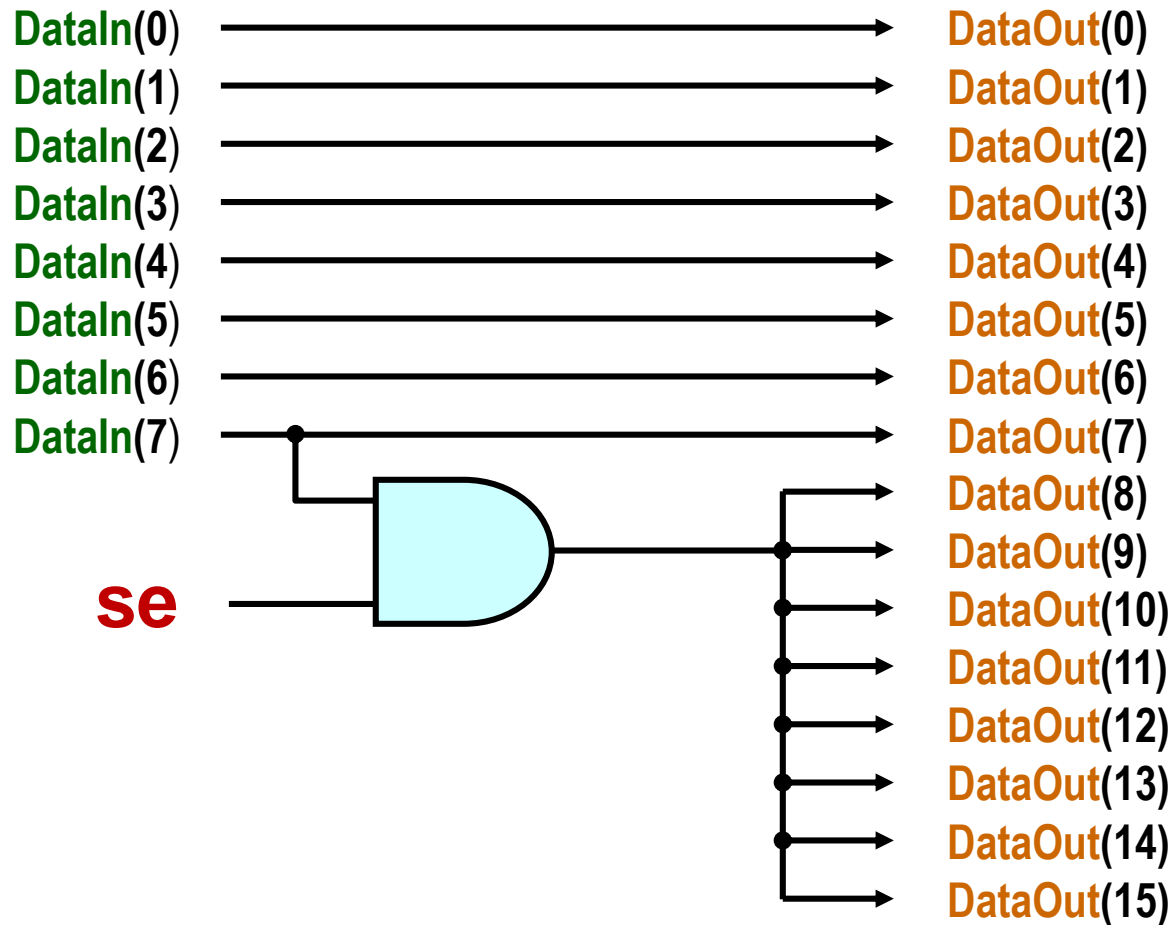 DataIn(0) DataOut(0)
DataIn(1) DataOut(1)
DataIn(2) DataOut(2)
DataIn(3) DataOut(3)
DataIn(4) DataOut(4)
DataIn(5) DataOut(5)
DataIn(6) DataOut(6)
DataIn(7) DataOut(7)
DataOut(8)
DataOut(9)
se DataOut(10)
DataOut(11)
DataOut(12)
DataOut(13)
DataOut(14)
DataOut(15)